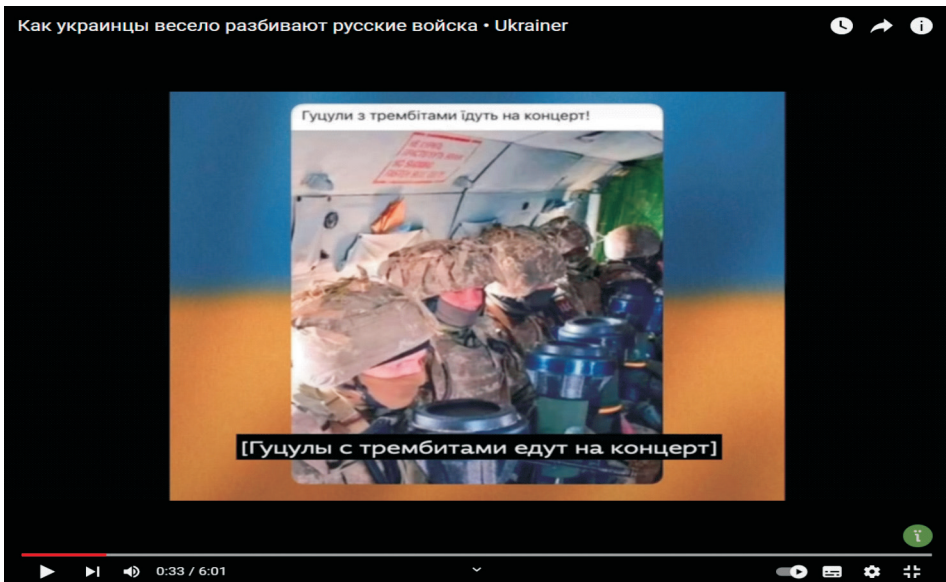 Как украинцы весело разбивают русские войска • Ukraïner
Гуцули з трембітами їдуть на концерт!
[Гуцулы с трембитами едут на концерт]
ї
0:33 / 6:01